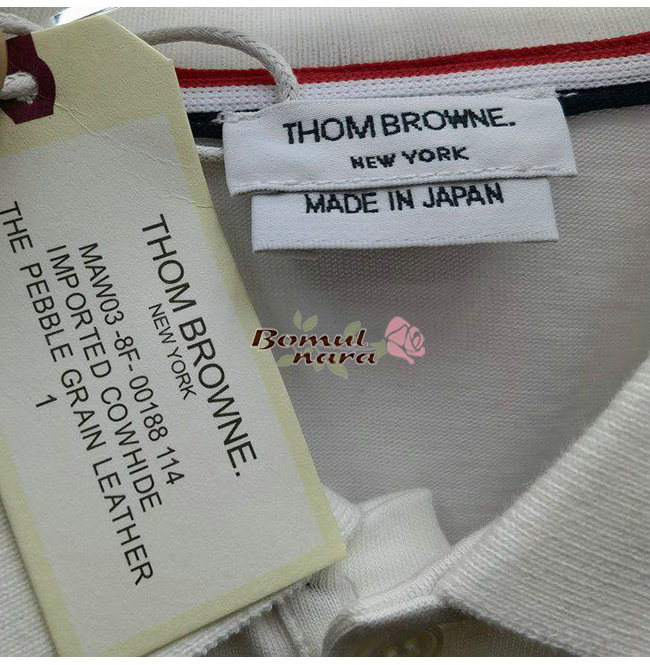 THOM BROWNE.
NEW YORK
MADE IN JAPAN
THOM BROWNE.
NEW YORK
MAW03 -8F- 00188 114
IMPORTED COWHIDE
THE PEBBLE GRAIN LEATHER
1
Bomul
nara